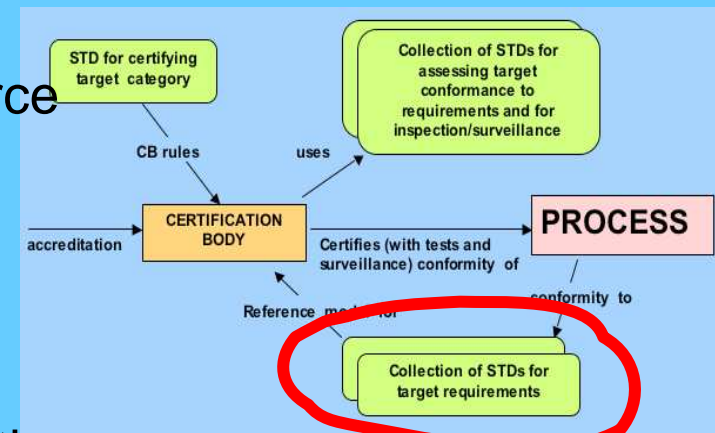 STD for certifying
target category
rce
Collection of STDs for
assessing target
conformance to
requirements and for
inspection/surveillance
CB rules
uses
CERTIFICATION
BODY
PROCESS
accreditation
Certifies (with tests and
surveillance) conformity of
conformity to
Reference model for
Collection of STDs for
target requirements